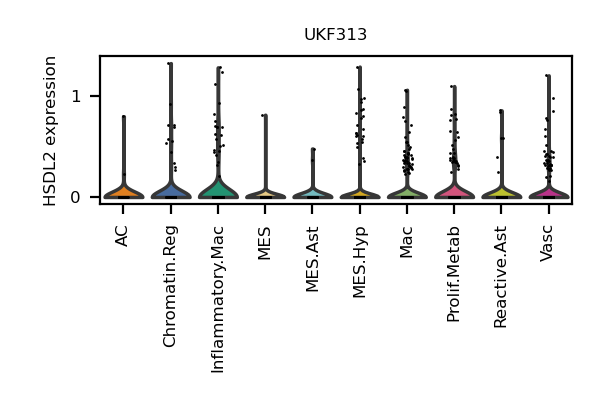 UKF313
HSDL2 expression
1
0
AC
Chromatin.Reg
Inflammatory.Mac
MES
MES.Ast
MES.Hyp
Mac
Prolif.Metab
Reactive.Ast
Vasc